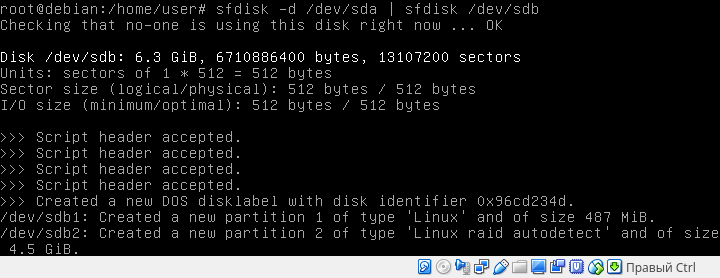 root@debian:/home/user# sfdisk -d /dev/sda | sfdisk /dev/sdb
Checking that no-one is using this disk right now ... OK
Disk /dev/sdb: 6.3 GiB, 6710886400 bytes, 13107200 sectors
Units: sectors of 1 * 512 = 512 bytes
Sector size (logical/physical): 512 bytes / 512 bytes
I/O size (minimum/optimal): 512 bytes / 512 bytes
>>> Script header accepted.
>>> Script header accepted.
>>> Script header accepted.
>>> Script header accepted.
>>> Created a new DOS disklabel with disk identifier 0x96cd234d.
/dev/sdb1: Created a new partition 1 of type 'Linux' and of size 487 MiB.
/dev/sdb2: Created a new partition 2 of type 'Linux raid autodetect' and of size
 4.5 GiB.
Правый Ctrl